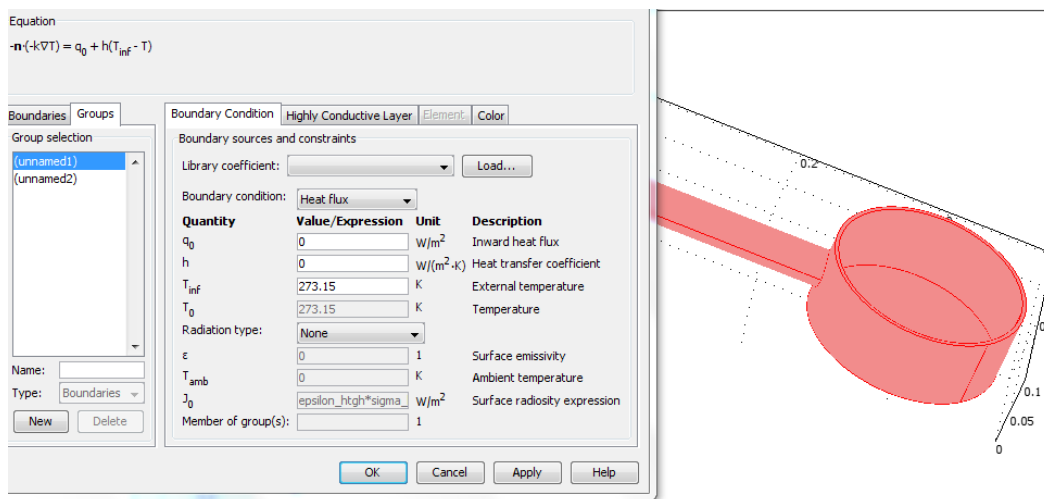 Equation
-n·(-k∇T) = q0 + h(Tinf - T)
Boundaries Groups
Group selection
(unnamed1)
(unnamed2)
Name:
Type: Boundaries
New Delete
Boundary Condition Highly Conductive Layer Element Color
Boundary sources and constraints
Library coefficient: Load...
Boundary condition: Heat flux
Quantity Value/Expression Unit Description
q0 0 W/m² Inward heat flux
h 0 W/(m²·K) Heat transfer coefficient
Tinf 273.15 K External temperature
T0 273.15 K Temperature
Radiation type: None
ε 0 1 Surface emissivity
Tamb 0 K Ambient temperature
J0 epsilon_htgh*sigma_ W/m² Surface radiosity expression
Member of group(s): 1
OK Cancel Apply Help
0.2
0.1
0.05
0